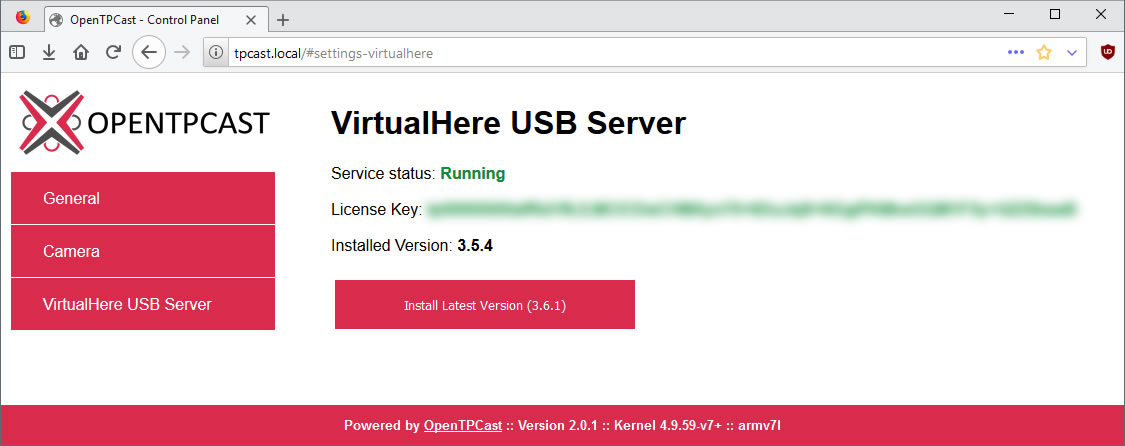 OpenTPCast - Control Panel
tpcast.local/#settings-virtualhere
OPENTPCAST
General
Camera
VirtualHere USB Server
VirtualHere USB Server
Service status: Running
License Key:
Installed Version: 3.5.4
Install Latest Version (3.6.1)
Powered by OpenTPCast :: Version 2.0.1 :: Kernel 4.9.59-v7+ :: armv7l